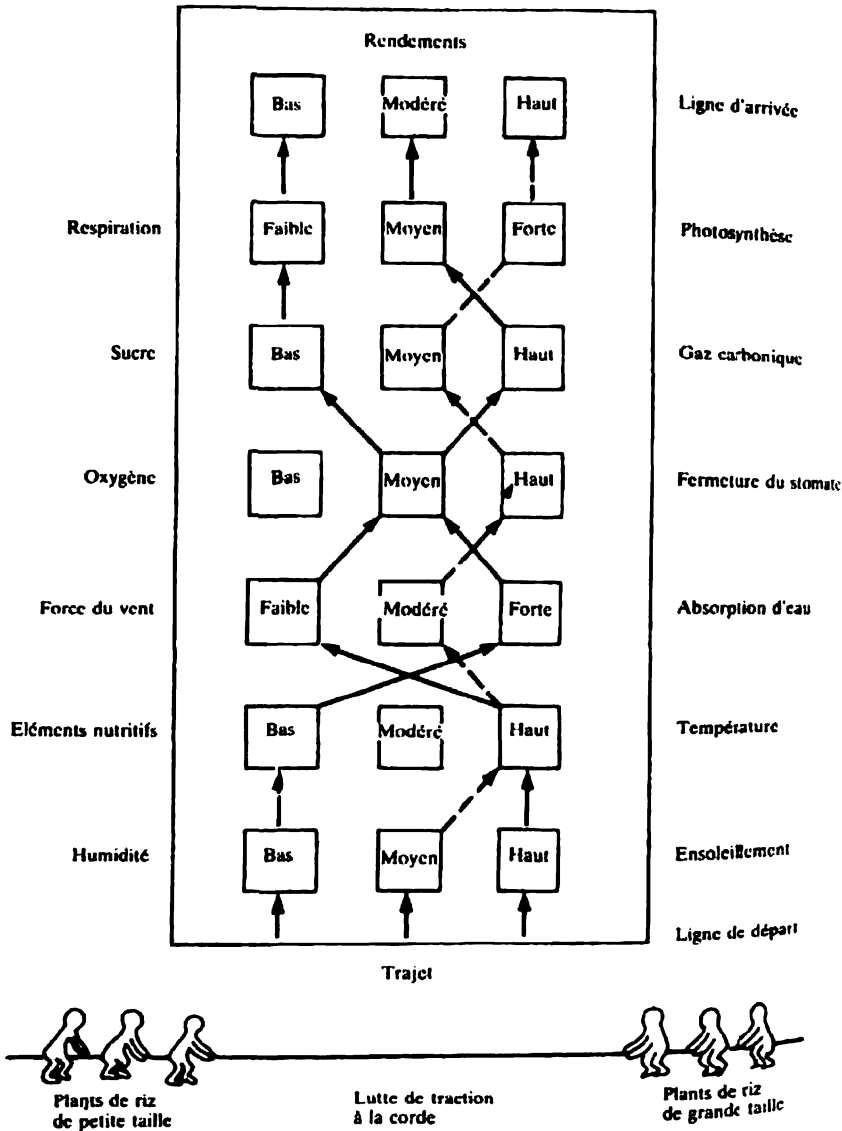 Rendements
Bas Modéré Haut Ligne d'arrivée
Respiration Faible Moyen Forte Photosynthèse
Sucre Bas Moyen Haut Gaz carbonique
Oxygène Bas Moyen Haut Fermeture du stomate
Force du vent Faible Modéré Forte Absorption d'eau
Eléments nutritifs Bas Modéré Haut Température
Humidité Bas Moyen Haut Ensoleillement
Ligne de départ
Trajet
Plants de riz
de petite taille
Lutte de traction
à la corde
Plants de riz
de grande taille